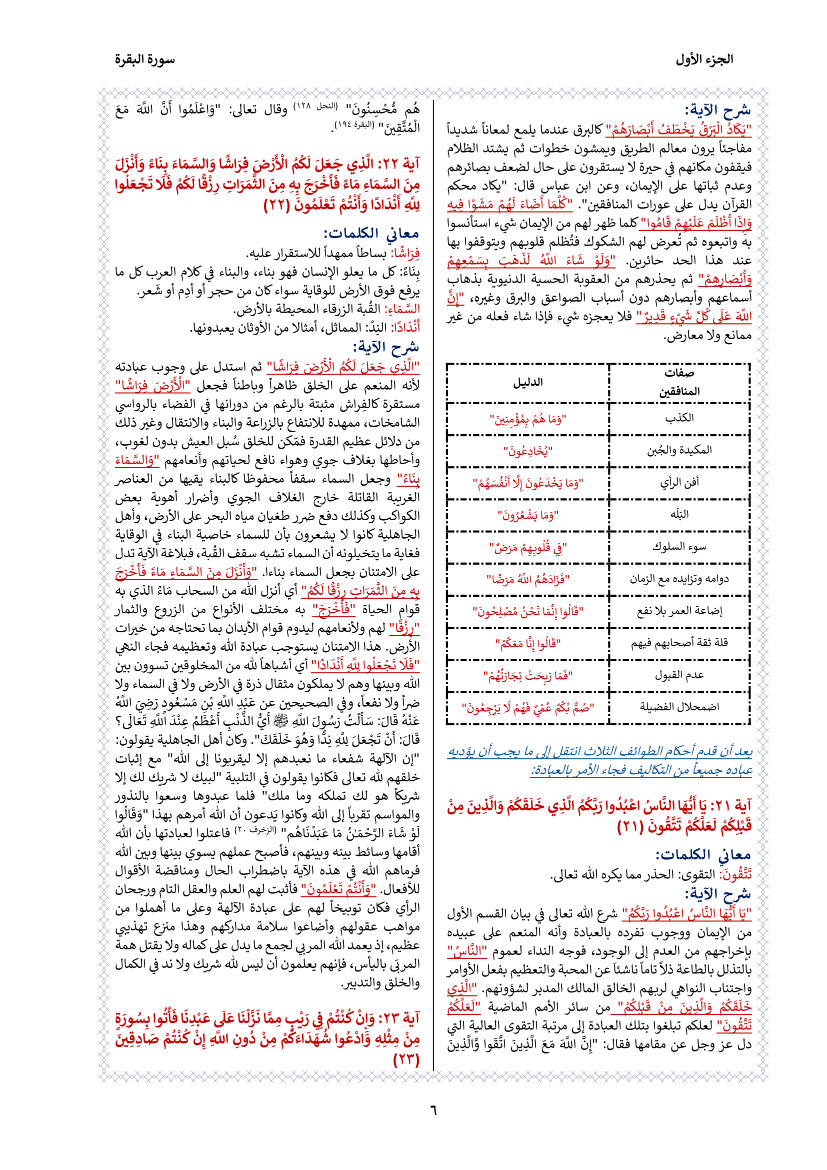 الجزء الأول
سورة البقرة
شرح الآية:
"يَكَادُ الْبَرْقُ يَخْطَفُ أَبْصَارَهُمْ" كالبرق عندما يلمع لمعاناً شديداً
مفاجئاً يرون معالم الطريق ويمشون خطوات ثم يشتد الظلام
فيقفون مكانهم في حيرة لا يستقرون على حال لضعف بصائرهم
وعدم ثباتها على الإيمان، وعن ابن عباس قال: "يكاد محكم
القرآن يدل على عورات المنافقين". "كُلَّمَا أَضَاءَ لَهُمْ مَشَوْا فِيهِ
وَإِذَا أَظْلَمَ عَلَيْهِمْ قَامُوا" كلما ظهر لهم من الإيمان شيء استأنسوا
به واتبعوه ثم تُعرض لهم الشكوك فتُظلم قلوبهم ويتوقفوا بها
عند هذا الحد حائرين. "وَلَوْ شَاءَ اللَّهُ لَذَهَبَ بِسَمْعِهِمْ
وَأَبْصَارِهِمْ" ثم يحذرهم من العقوبة الحسية الدنيوية بذهاب
أسماعهم وأبصارهم دون أسباب الصواعق والبرق وغيره، "إِنَّ
اللَّهَ عَلَى كُلِّ شَيْءٍ قَدِيرٌ" فلا يعجزه شيء فإذا شاء فعله من غير
ممانع ولا معارض.
صفات
المنافقين
الدليل
الكذب "وَمَا هُمْ بِمُؤْمِنِينَ"
المكيدة والجُبن "يُخَادِعُونَ"
أفن الرأي "وَمَا يَخْدَعُونَ إِلَّا أَنْفُسَهُمْ"
البَلَه "وَمَا يَشْعُرُونَ"
سوء السلوك "فِي قُلُوبِهِمْ مَرَضٌ"
دوامه وتزايده مع الزمان "فَزَادَهُمُ اللَّهُ مَرَضًا"
إضاعة العمر بلا نفع "قَالُوا إِنَّمَا نَحْنُ مُصْلِحُونَ"
قلة ثقة أصحابهم فيهم "قَالُوا إِنَّا مَعَكُمْ"
عدم القبول "فَمَا رَبِحَتْ تِجَارَتُهُمْ"
اضمحلال الفضيلة "صُمٌّ بُكْمٌ عُمْيٌ فَهُمْ لَا يَرْجِعُونَ"
بعد أن قدم أحكام الطوائف الثلاث انتقل إلى ما يجب أن يؤديه
عباده جميعاً من التكاليف فجاء الأمر بالعبادة:
آية ٢١: يَا أَيُّهَا النَّاسُ اعْبُدُوا رَبَّكُمُ الَّذِي خَلَقَكُمْ وَالَّذِينَ مِنْ
قَبْلِكُمْ لَعَلَّكُمْ تَتَّقُونَ (٢١)
معاني الكلمات:
تَتَّقُونَ: التقوى: الحذر مما يكره الله تعالى.
شرح الآية:
"يَا أَيُّهَا النَّاسُ اعْبُدُوا رَبَّكُمُ" شرع الله تعالى في بيان القسم الأول
من الإيمان ووجوب تفرده بالعبادة وأنه المنعم على عبيده
بإخراجهم من العدم إلى الوجود، فوجه النداء لعموم "النَّاسُ"
بالتذلل بالطاعة ذلاً تاماً ناشئاً عن المحبة والتعظيم بفعل الأوامر
واجتناب النواهي لربهم الخالق المالك المدبر لشؤونهم. "الَّذِي
خَلَقَكُمْ وَالَّذِينَ مِنْ قَبْلِكُمْ" من سائر الأمم الماضية "لَعَلَّكُمْ
تَتَّقُونَ" لعلكم تبلغوا بتلك العبادة إلى مرتبة التقوى العالية التي
دل عز وجل عن مقامها فقال: "إِنَّ اللَّهَ مَعَ الَّذِينَ اتَّقَوا وَّالَّذِينَ
هُم مُّحْسِنُونَ" (النحل ١٢٨) وقال تعالى: "وَاعْلَمُوا أَنَّ اللَّهَ مَعَ
الْمُتَّقِينَ" (البقرة ١٩٤).
آية ٢٢: الَّذِي جَعَلَ لَكُمُ الْأَرْضَ فِرَاشًا وَالسَّمَاءَ بِنَاءً وَأَنْزَلَ
مِنَ السَّمَاءِ مَاءً فَأَخْرَجَ بِهِ مِنَ الثَّمَرَاتِ رِزْقًا لَكُمْ فَلَا تَجْعَلُوا
لِلَّهِ أَنْدَادًا وَأَنْتُمْ تَعْلَمُونَ (٢٢)
معاني الكلمات:
فِرَاشًا: بساطاً ممهداً للاستقرار عليه.
بِنَاءً: كل ما يعلو الإنسان فهو بناء، والبناء في كلام العرب كل ما
يرفع فوق الأرض للوقاية سواء كان من حجر أو أدِم أو شَعر.
السَّمَاءِ: القُبة الزرقاء المحيطة بالأرض.
أَنْدَادًا: النِدُ: المماثل، أمثالا من الأوثان يعبدونها.
شرح الآية:
"الَّذِي جَعَلَ لَكُمُ الْأَرْضَ فِرَاشًا" ثم استدل على وجوب عبادته
لأنه المنعم على الخلق ظاهراً وباطناً فجعل "الْأَرْضَ فِرَاشًا"
مستقرة كالفِراش مثبتة بالرغم من دورانها في الفضاء بالرواسي
الشامخات، ممهدة للانتفاع بالزراعة والبناء والانتقال وغير ذلك
من دلائل عظيم القدرة فمّكن للخلق سُبل العيش بدون لغوب،
وأحاطها بغلاف جوي وهواء نافع لحياتهم وأنعامهم "وَالسَّمَاءَ
بِنَاءً" وجعل السماء سقفاً محفوظا كالبناء يقيها من العناصر
الغريبة القاتلة خارج الغلاف الجوي وأضرار أهوية بعض
الكواكب وكذلك دفع ضرر طغيان مياه البحر على الأرض، وأهل
الجاهلية كانوا لا يشعرون بأن للسماء خاصية البناء في الوقاية
فغاية ما يتخيلونه أن السماء تشبه سقف القُبة، فبلاغة الآية تدل
على الامتنان بجعل السماء بناءا. "وَأَنْزَلَ مِنَ السَّمَاءِ مَاءً فَأَخْرَجَ
بِهِ مِنَ الثَّمَرَاتِ رِزْقًا لَكُمْ" أي أنزل الله من السحاب مَاءً الذي به
قوام الحياة "فَأَخْرَجَ" به مختلف الأنواع من الزروع والثمار
"رِزْقًا" لهم ولأنعامهم ليدوم قوام الأبدان بما تحتاجه من خيرات
الأرض. هذا الامتنان يستوجب عبادة الله وتعظيمه فجاء النهي
"فَلَا تَجْعَلُوا لِلَّهِ أَنْدَادًا" أي أشباهاً لله من المخلوقين تسوون بين
الله وبينها وهم لا يملكون مثقال ذرة في الأرض ولا في السماء ولا
ضراً ولا نفعاً، وفي الصحيحين عن عَبْدِ اللَّهِ بْنِ مَسْعُودٍ رَضِيَ اللَّهُ
عَنْهُ قَالَ: سَأَلْتُ رَسُولَ اللَّهِ ﷺ أَيُّ الذَّنْبِ أَعْظَمُ عِنْدَ اللَّهِ تَعَالَى؟
قَالَ: أَنْ تَجْعَلَ لِلَّهِ نِدًّا وَهُوَ خَلَقَكَ". وكان أهل الجاهلية يقولون:
"إن الآلهة شفعاء ما نعبدهم إلا ليقربونا إلى الله" مع إثبات
خلقهم لله تعالى فكانوا يقولون في التلبية "لبيك لا شريك لك إلا
شريكاً هو لك تملكه وما ملك" فلما عبدوها وسعوا بالنذور
والمواسم تقرباً إلى الله وكانوا يَدعون أن الله أمرهم بهذا "وَقَالُوا
لَوْ شَاءَ الرَّحْمَٰنُ مَا عَبَدْنَاهُم" (الزخرف ٢٠) فاعتلوا لعبادتها بأن الله
أقامها وسائط بينه وبينهم، فأصبح عملهم يسوي بينها وبين الله
فرماهم الله في هذه الآية باضطراب الحال ومناقضة الأقوال
للأفعال. "وَأَنْتُمْ تَعْلَمُونَ" فأثبت لهم العلم والعقل التام ورجحان
الرأي فكان توبيخاً لهم على عبادة الآلهة وعلى ما أهملوا من
مواهب عقولهم وأضاعوا سلامة مداركهم وهذا منزع تهذيبي
عظيم، إذ يعمد الله المربي لجمع ما يدل على كماله ولا يقتل همة
المربَى باليأس، فإنهم يعلمون أن ليس لله شريك ولا ند في الكمال
والخلق والتدبير.
آية ٢٣: وَإِنْ كُنْتُمْ فِي رَيْبٍ مِمَّا نَزَّلْنَا عَلَى عَبْدِنَا فَأْتُوا بِسُورَةٍ
مِنْ مِثْلِهِ وَادْعُوا شُهَدَاءَكُمْ مِنْ دُونِ اللَّهِ إِنْ كُنْتُمْ صَادِقِينَ
(٢٣)
٦